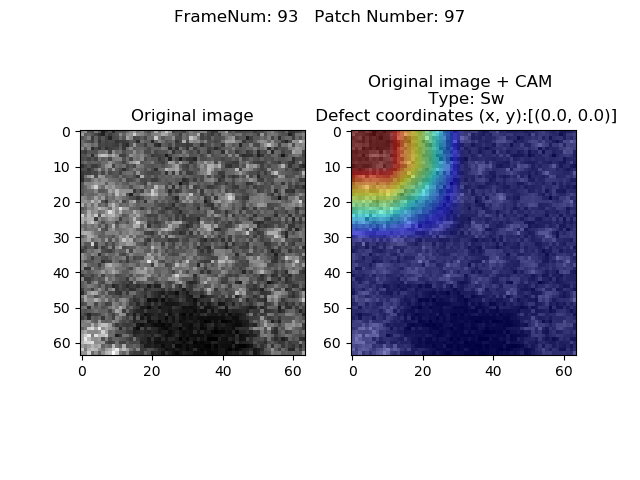 FrameNum: 93   Patch Number: 97
Original image
Original image + CAM
Type: Sw
Defect coordinates (x, y):[(0.0, 0.0)]
0
10
20
30
40
50
60
0 20 40 60
0
10
20
30
40
50
60
0 20 40 60